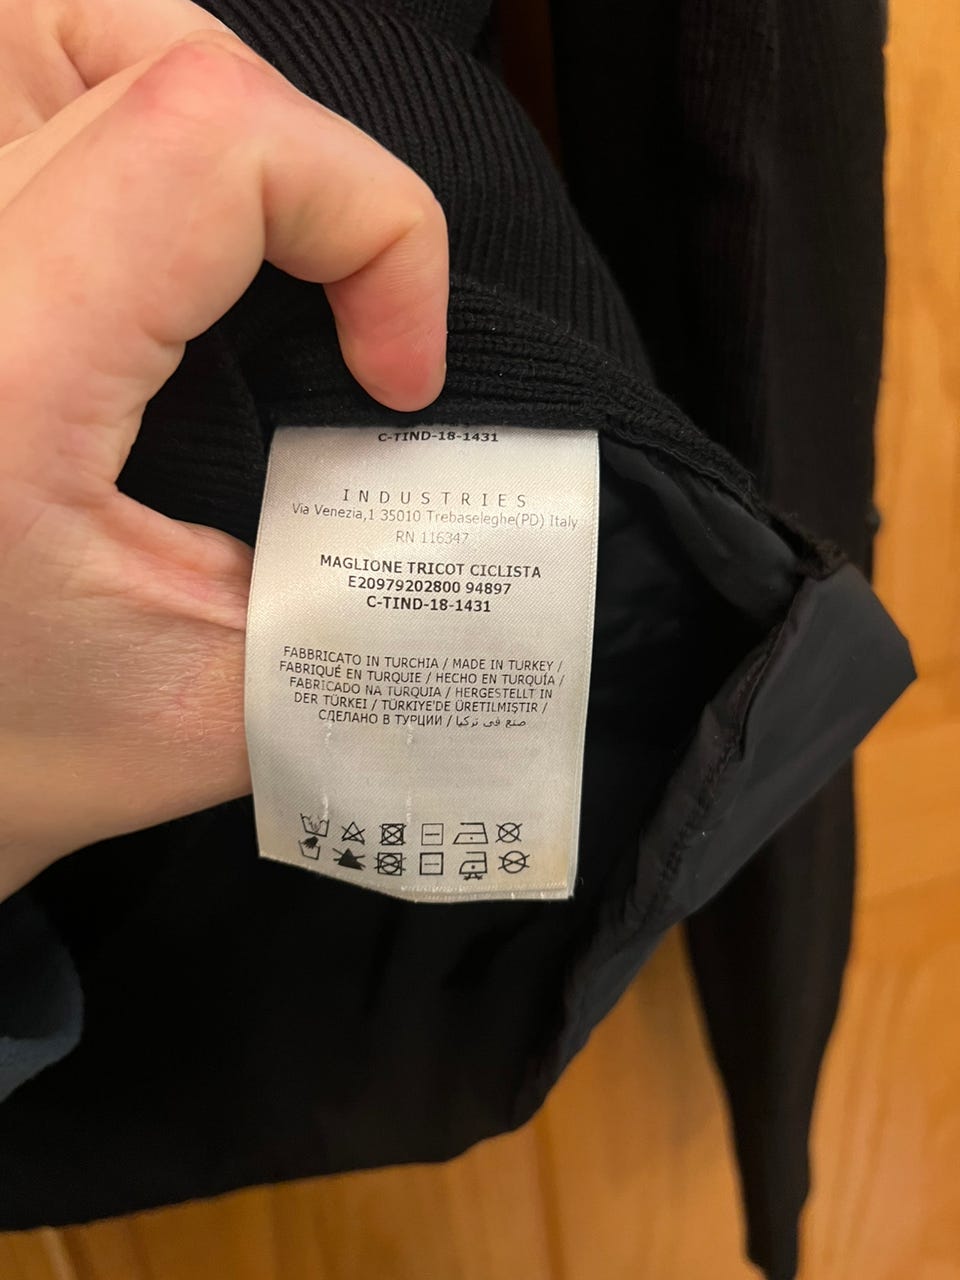 C-TIND-18-1431
INDUSTRIES
Via Venezia,1 35010 Trebaseleghe(PD) Italy
RN 116347
MAGLIONE TRICOT CICLISTA
E20979202800 94897
C-TIND-18-1431
FABBRICATO IN TURCHIA / MADE IN TURKEY /
FABRIQUÉ EN TURQUIE / HECHO EN TURQUÍA /
FABRICADO NA TURQUIA / HERGESTELLT IN
DER TÜRKEI / TÜRKIYE'DE ÜRETILMIŞTIR /
СДЕЛАНО В ТУРЦИИ / صنع في تركيا